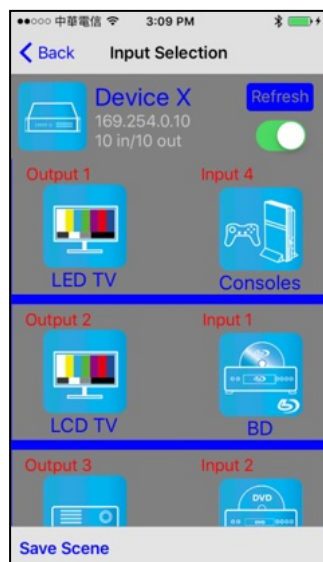 中華電信 3:09 PM
Back Input Selection
Device X Refresh
169.254.0.10
10 in/10 out
Output 1 Input 4
LED TV Consoles
Output 2 Input 1
LCD TV BD
Output 3 Input 2
DVD
Save Scene